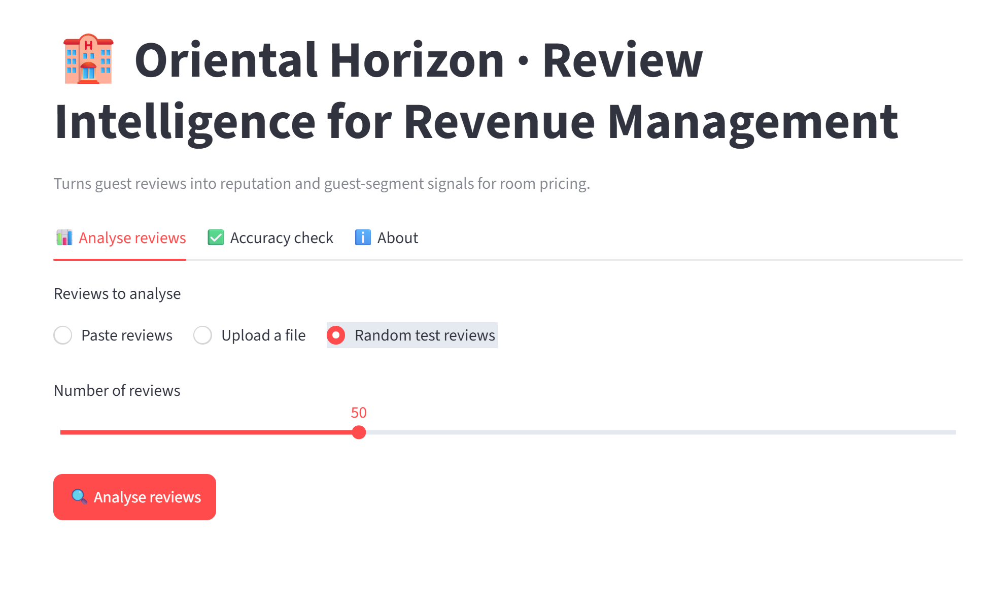 🏨 Oriental Horizon · Review
Intelligence for Revenue Management
Turns guest reviews into reputation and guest-segment signals for room pricing.
📊 Analyse reviews ✅ Accuracy check ℹ️ About
Reviews to analyse
Paste reviews Upload a file Random test reviews
Number of reviews
50
🔍 Analyse reviews